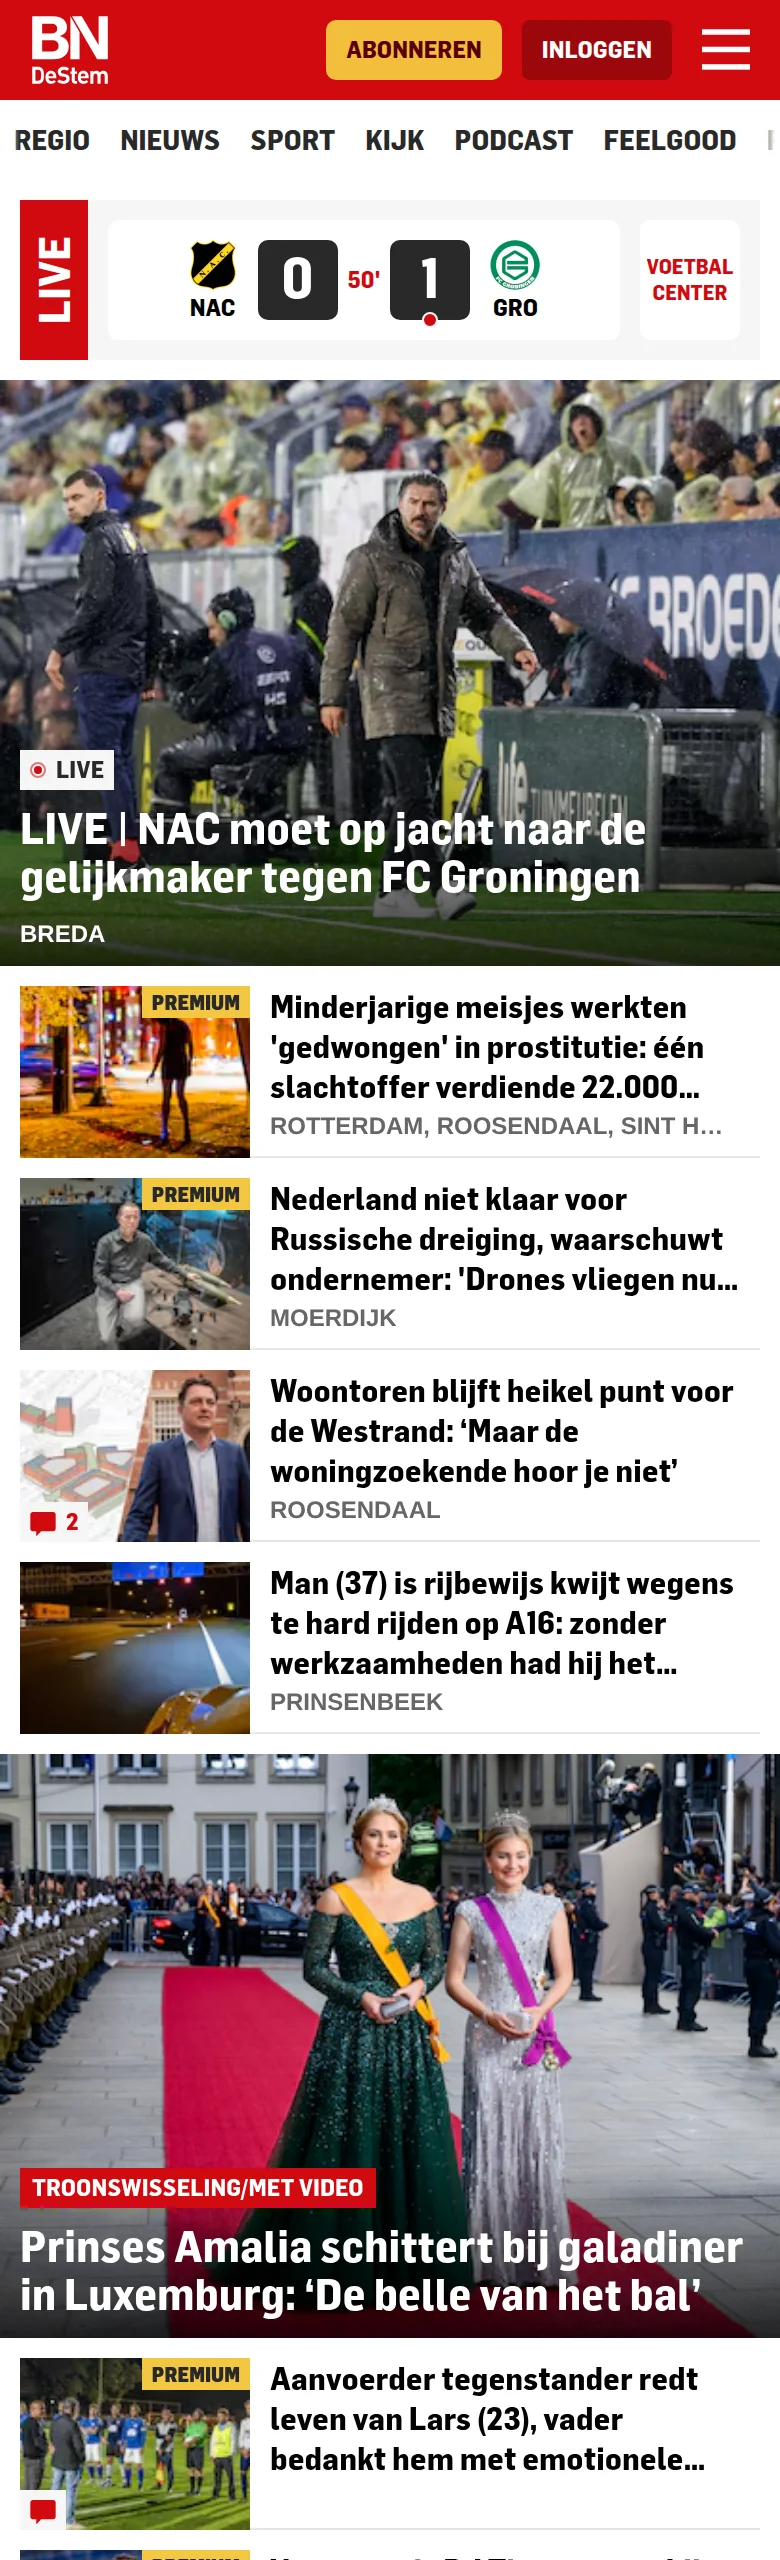 BN
DeStem
ABONNEREN
INLOGGEN
REGIO NIEUWS SPORT KIJK PODCAST FEELGOOD
LIVE
NAC
0
50'
1
GRO
VOETBAL
CENTER
BROEDE
life
LIVE
LIVE | NAC moet op jacht naar de
gelijkmaker tegen FC Groningen
BREDA
PREMIUM
Minderjarige meisjes werkten
'gedwongen' in prostitutie: één
slachtoffer verdiende 22.000...
ROTTERDAM, ROOSENDAAL, SINT H...
PREMIUM
Nederland niet klaar voor
Russische dreiging, waarschuwt
ondernemer: 'Drones vliegen nu...
MOERDIJK
Woontoren blijft heikel punt voor
de Westrand: ‘Maar de
woningzoekende hoor je niet’
ROOSENDAAL
2
Man (37) is rijbewijs kwijt wegens
te hard rijden op A16: zonder
werkzaamheden had hij het...
PRINSENBEEK
TROONSWISSELING/MET VIDEO
Prinses Amalia schittert bij galadiner
in Luxemburg: ‘De belle van het bal’
PREMIUM
Aanvoerder tegenstander redt
leven van Lars (23), vader
bedankt hem met emotionele...